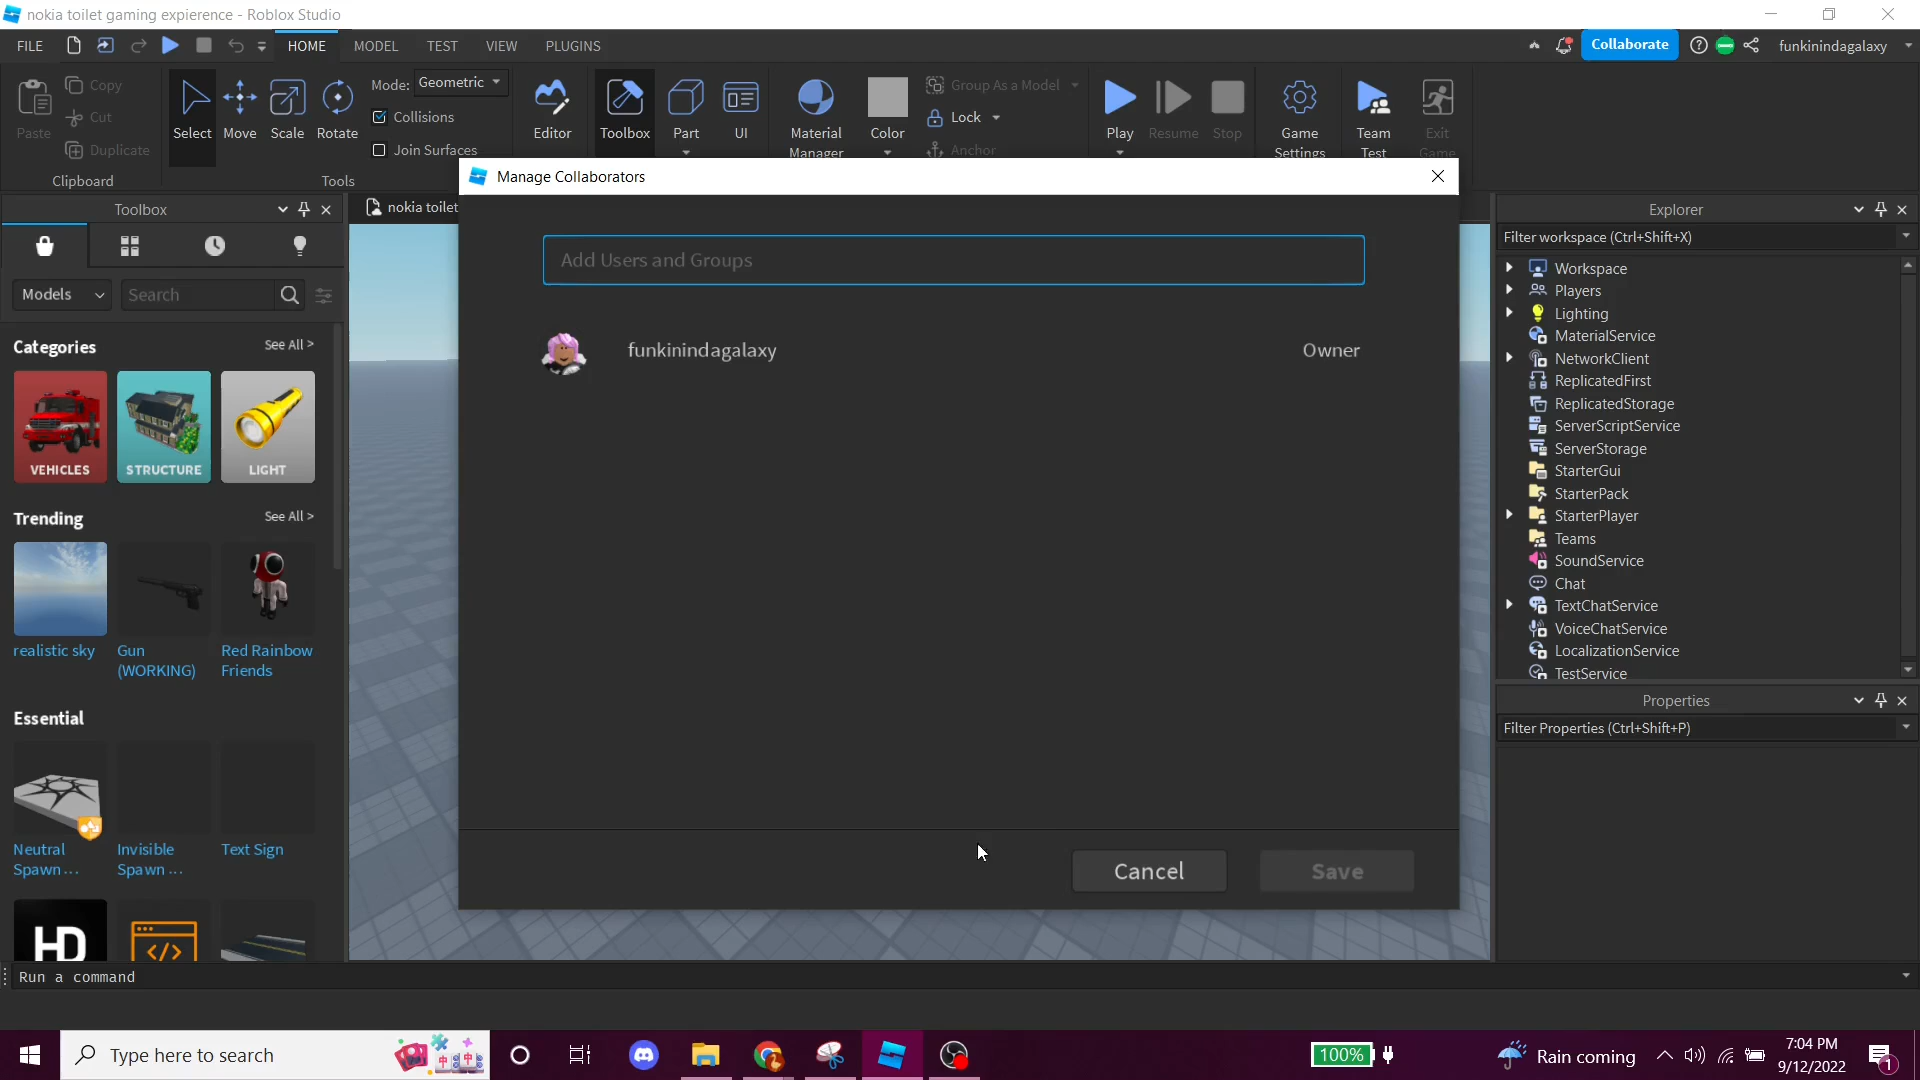 nokia toilet gaming expierence - Roblox Studio
FILE
HOME
MODEL
TEST
VIEW
PLUGINS
Collaborate
funkinindagalaxy
Paste
Copy
Cut
Duplicate
Clipboard
Select
Move
Scale
Rotate
Mode: Geometric
Collisions
Join Surfaces
Tools
Editor
Toolbox
Part
UI
Material
Manager
Color
Group As a Model
Lock
Anchor
Play
Resume
Stop
Game
Settings
Team
Test
Exit
Game
Toolbox
Models
Search
Categories
See All >
VEHICLES
STRUCTURE
LIGHT
Trending
See All >
realistic sky
Gun
(WORKING)
Red Rainbow
Friends
Essential
Neutral
Spawn ...
Invisible
Spawn ...
Text Sign
HD
</>
nokia toilet
Manage Collaborators
Add Users and Groups
funkinindagalaxy
Owner
Cancel
Save
Explorer
Filter workspace (Ctrl+Shift+X)
Workspace
Players
Lighting
MaterialService
NetworkClient
ReplicatedFirst
ReplicatedStorage
ServerScriptService
ServerStorage
StarterGui
StarterPack
StarterPlayer
Teams
SoundService
Chat
TextChatService
VoiceChatService
LocalizationService
TestService
Properties
Filter Properties (Ctrl+Shift+P)
Run a command
Type here to search
100%
Rain coming
7:04 PM
9/12/2022
1